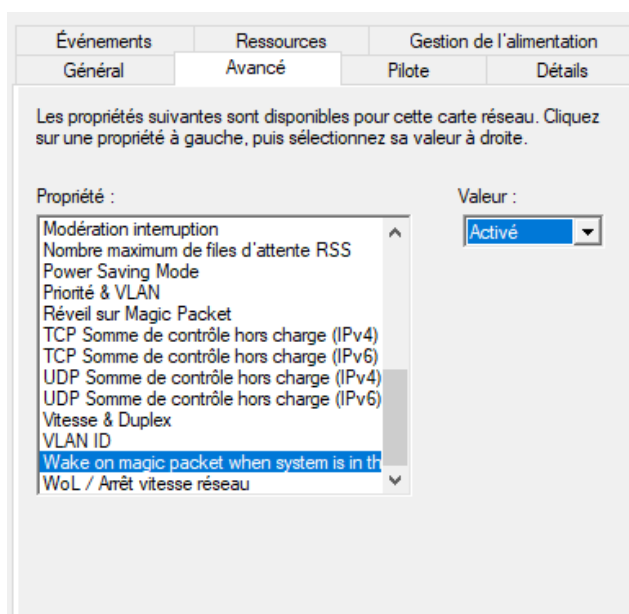 Événements
Ressources
Gestion de l'alimentation
Général
Avancé
Pilote
Détails
Les propriétés suivantes sont disponibles pour cette carte réseau. Cliquez
sur une propriété à gauche, puis sélectionnez sa valeur à droite.
Propriété :
Valeur :
Modération interruption
Activé
Nombre maximum de files d'attente RSS
Power Saving Mode
Priorité & VLAN
Réveil sur Magic Packet
TCP Somme de contrôle hors charge (IPv4)
TCP Somme de contrôle hors charge (IPv6)
UDP Somme de contrôle hors charge (IPv4)
UDP Somme de contrôle hors charge (IPv6)
Vitesse & Duplex
VLAN ID
Wake on magic packet when system is in th
WoL / Arrêt vitesse réseau